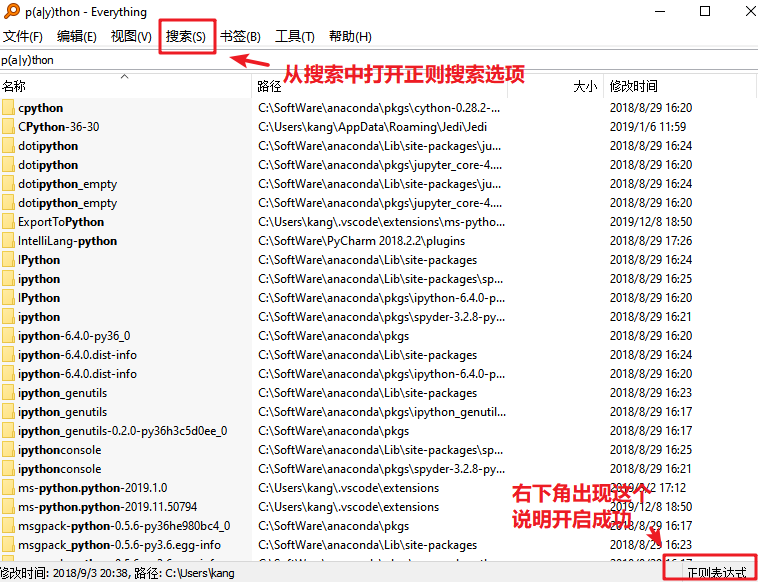 p(a|y)thon - Everything
文件(F) 编辑(E) 视图(V) 搜索(S) 书签(B) 工具(T) 帮助(H)
p(a|y)thon
从搜索中打开正则搜索选项
名称 路径 大小 修改时间
cpython C:\SoftWare\anaconda\pkgs\cython-0.28.2-... 2018/8/29 16:20
CPython-36-30 C:\Users\kang\AppData\Roaming\Jedi\Jedi 2019/1/6 11:59
dotipython C:\SoftWare\anaconda\Lib\site-packages\ju... 2018/8/29 16:24
dotipython C:\SoftWare\anaconda\pkgs\jupyter_core-4.... 2018/8/29 16:20
dotipython_empty C:\SoftWare\anaconda\Lib\site-packages\ju... 2018/8/29 16:24
dotipython_empty C:\SoftWare\anaconda\pkgs\jupyter_core-4.... 2018/8/29 16:20
ExportToPython C:\Users\kang\.vscode\extensions\ms-pytho... 2019/12/8 18:50
IntelliLang-python C:\SoftWare\PyCharm 2018.2.2\plugins 2018/8/29 17:26
IPython C:\SoftWare\anaconda\Lib\site-packages 2018/8/29 16:24
ipython C:\SoftWare\anaconda\Lib\site-packages\sp... 2018/8/29 16:25
IPython C:\SoftWare\anaconda\pkgs\ipython-6.4.0-p... 2018/8/29 16:20
ipython C:\SoftWare\anaconda\pkgs\spyder-3.2.8-py... 2018/8/29 16:21
ipython-6.4.0-py36_0 C:\SoftWare\anaconda\pkgs 2018/8/29 16:20
ipython-6.4.0.dist-info C:\SoftWare\anaconda\Lib\site-packages 2018/8/29 16:24
ipython-6.4.0.dist-info C:\SoftWare\anaconda\pkgs\ipython-6.4.0-p... 2018/8/29 16:20
ipython_genutils C:\SoftWare\anaconda\Lib\site-packages 2018/8/29 16:23
ipython_genutils C:\SoftWare\anaconda\pkgs\ipython_genutil... 2018/8/29 16:17
ipython_genutils-0.2.0-py36h3c5d0ee_0 C:\SoftWare\anaconda\pkgs 2018/8/29 16:17
ipythonconsole C:\SoftWare\anaconda\Lib\site-packages\sp... 2018/8/29 16:25
ipythonconsole C:\SoftWare\anaconda\pkgs\spyder-3.2.8-py... 2018/8/29 16:21
ms-python.python-2019.1.0 C:\Users\kang\.vscode\extensions 17:12
ms-python.python-2019.11.50794 C:\Users\kang\.vscode\extensions 2019/12/8 18:50
msgpack-python-0.5.6-py36he980bc4_0 C:\SoftWare\anaconda\pkgs 2018/8/29 16:17
msgpack_python-0.5.6-py3.6.egg-info C:\SoftWare\anaconda\Lib\site-packages 2018/8/29 16:23
右下角出现这个
说明开启成功
修改时间: 2018/9/3 20:38, 路径: C:\Users\kang 正则表达式